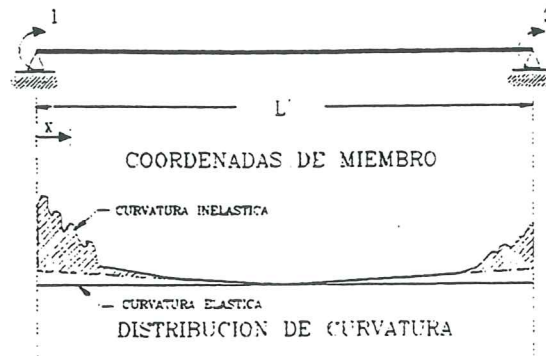 1
L'
x
COORDENADAS DE MIEMBRO
CURVATURA INELASTICA
CURVATURA ELASTICA
DISTRIBUCION DE CURVATURA